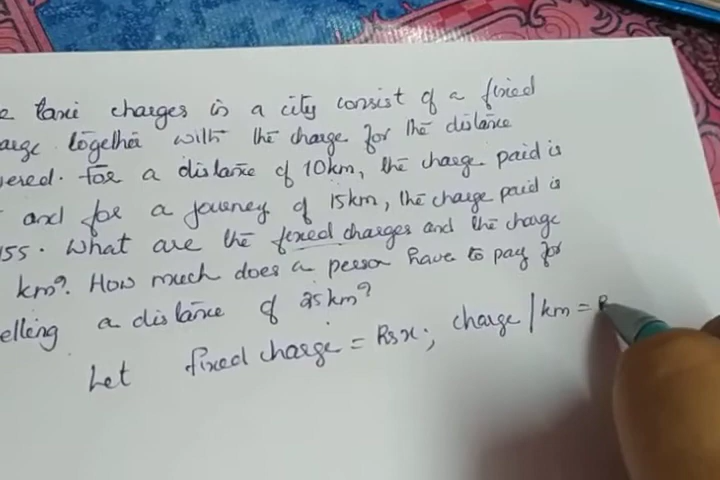 taxi charges in a city consist of a fixed
together with the charge for the distance
For a distance of 10km, the charge paid is
and for a journey of 15km, the charge paid is
155. What are the fixed charges and the charge
km? How much does a person have to pay for
a distance of 25km?
Let fixed charge = Rs x; charge/km =